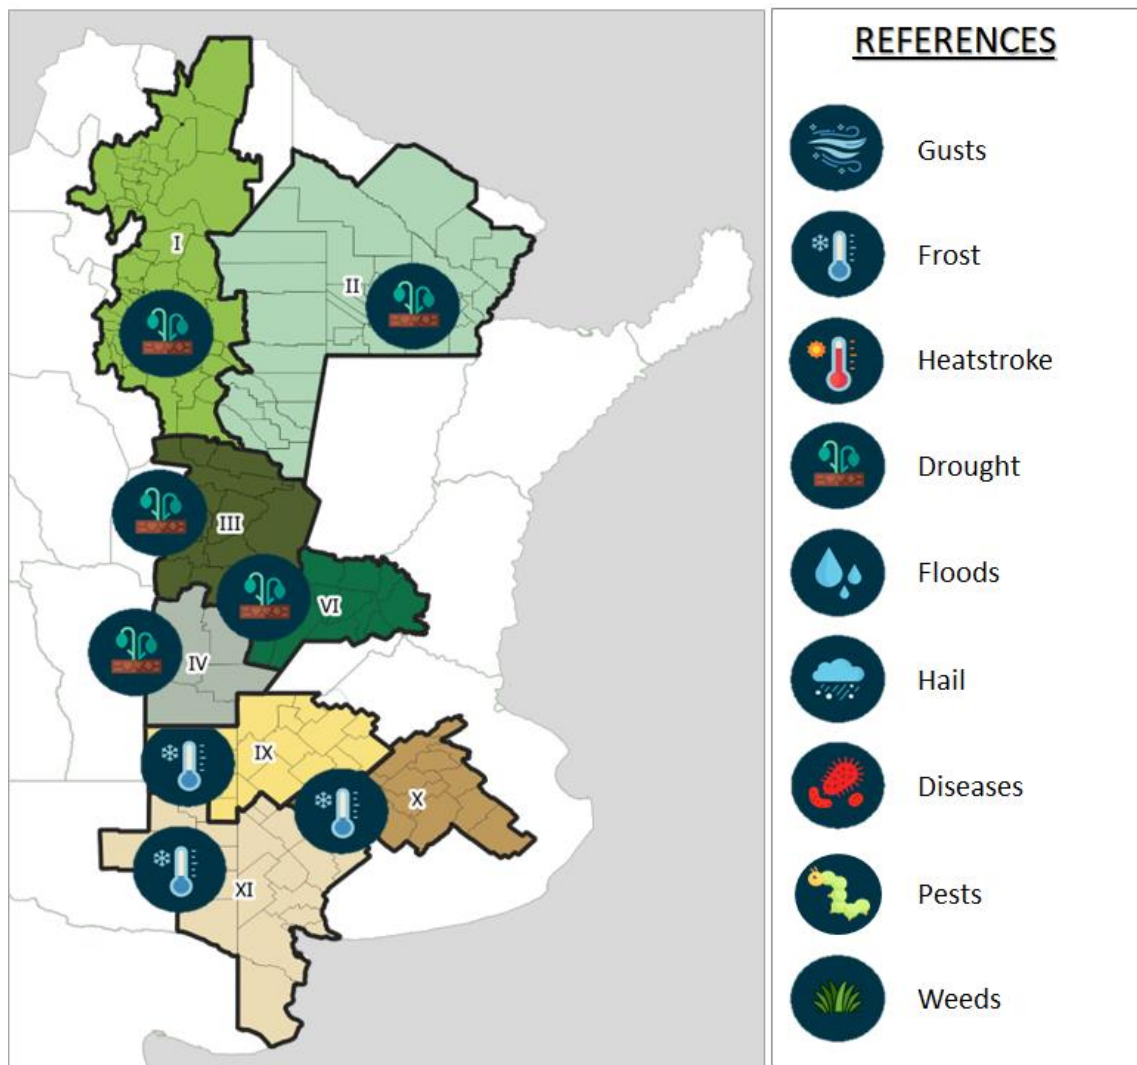 REFERENCES
Gusts
Frost
Heatstroke
Drought
Floods
Hail
Diseases
Pests
Weeds
I
II
III
VI
IV
IX
X
XI